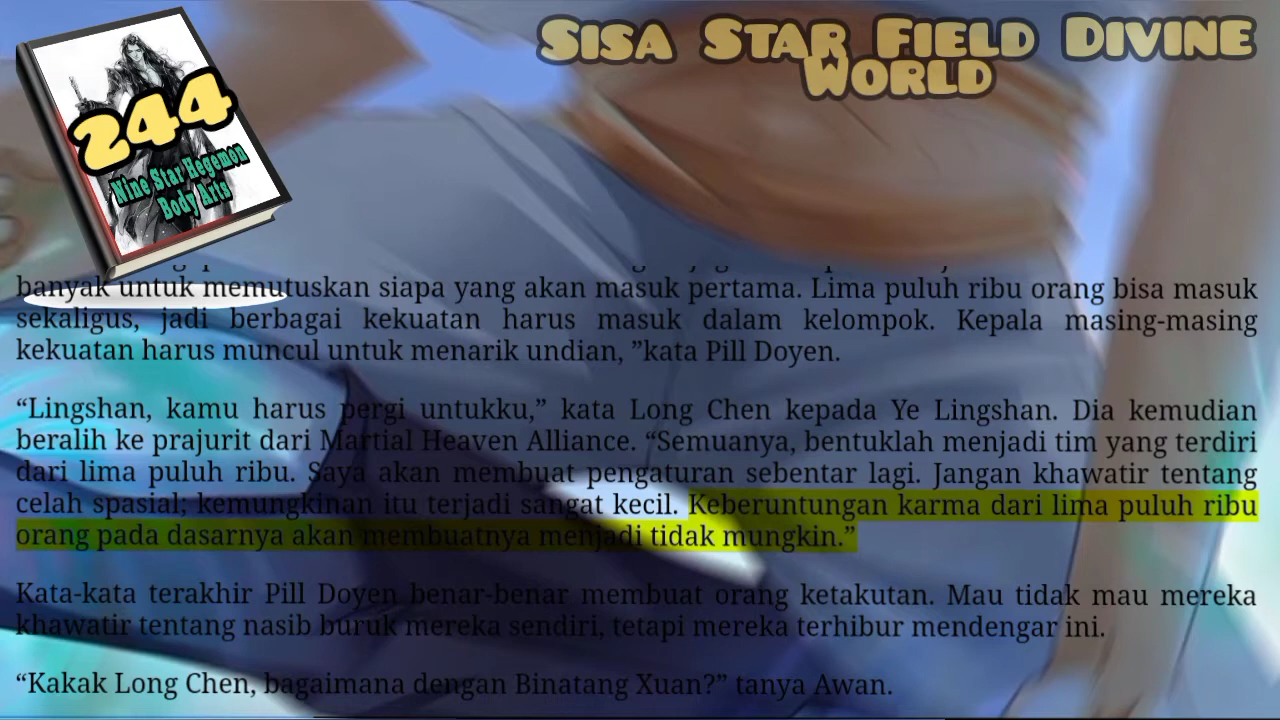 Sisa Star Field Divine
World
244
Nine Star Hegemon
Body Arts
banyak untuk memutuskan siapa yang akan masuk pertama. Lima puluh ribu orang bisa masuk
sekaligus, jadi berbagai kekuatan harus masuk dalam kelompok. Kepala masing-masing
kekuatan harus muncul untuk menarik undian, ”kata Pill Doyen.
“Lingshan, kamu harus pergi untukku,” kata Long Chen kepada Ye Lingshan. Dia kemudian
beralih ke prajurit dari Martial Heaven Alliance. “Semuanya, bentuklah menjadi tim yang terdiri
dari lima puluh ribu. Saya akan membuat pengaturan sebentar lagi. Jangan khawatir tentang
celah spasial; kemungkinan itu terjadi sangat kecil. Keberuntungan karma dari lima puluh ribu
orang pada dasarnya akan membuatnya menjadi tidak mungkin.”
Kata-kata terakhir Pill Doyen benar-benar membuat orang ketakutan. Mau tidak mau mereka
khawatir tentang nasib buruk mereka sendiri, tetapi mereka terhibur mendengar ini.
“Kakak Long Chen, bagaimana dengan Binatang Xuan?” tanya Awan.